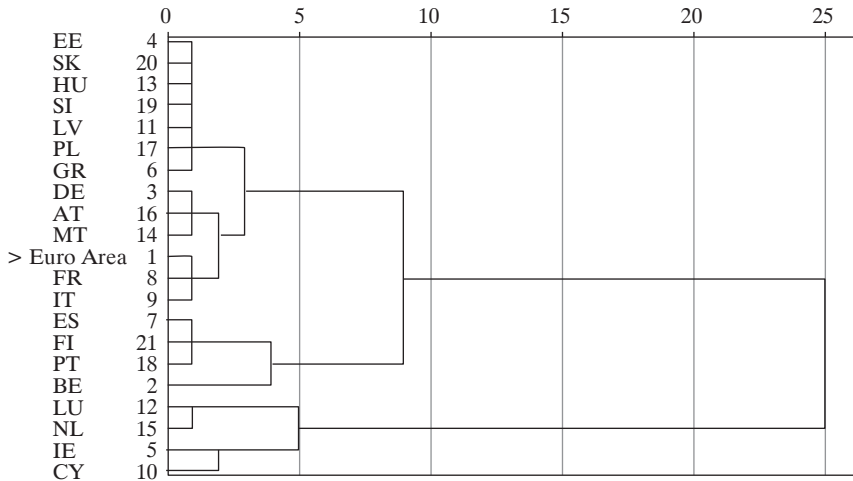 0 5 10 15 20 25
EE 4
SK 20
HU 13
SI 19
LV 11
PL 17
GR 6
DE 3
AT 16
MT 14
> Euro Area 1
FR 8
IT 9
ES 7
FI 21
PT 18
BE 2
LU 12
NL 15
IE 5
CY 10